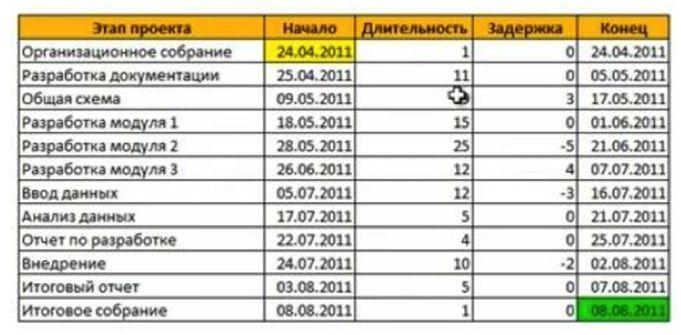 Этап проекта Начало Длительность Задержка Конец
Организационное собрание 24.04.2011 1 0 24.04.2011
Разработка документации 25.04.2011 11 0 05.05.2011
Общая схема 09.05.2011 3 17.05.2011
Разработка модуля 1 18.05.2011 15 0 01.06.2011
Разработка модуля 2 28.05.2011 25 -5 21.06.2011
Разработка модуля 3 26.06.2011 12 4 07.07.2011
Ввод данных 05.07.2011 12 -3 16.07.2011
Анализ данных 17.07.2011 5 0 21.07.2011
Отчет по разработке 22.07.2011 4 0 25.07.2011
Внедрение 24.07.2011 10 -2 02.08.2011
Итоговый отчет 03.08.2011 5 0 07.08.2011
Итоговое собрание 08.08.2011 1 0 08.08.2011